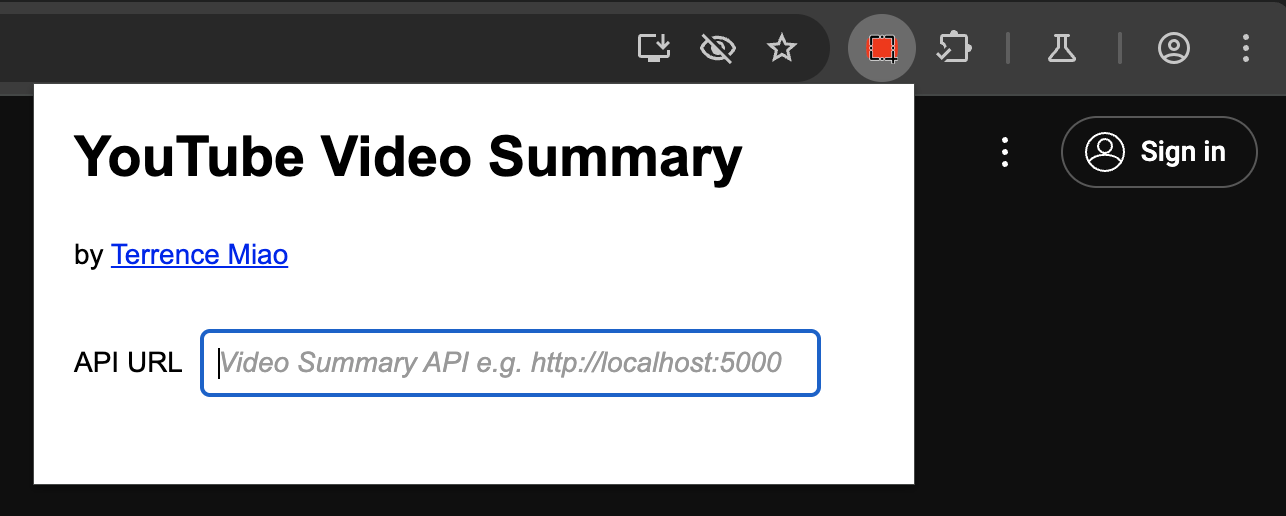 YouTube Video Summary
Sign in
by Terrence Miao
API URL Video Summary API e.g. http://localhost:5000